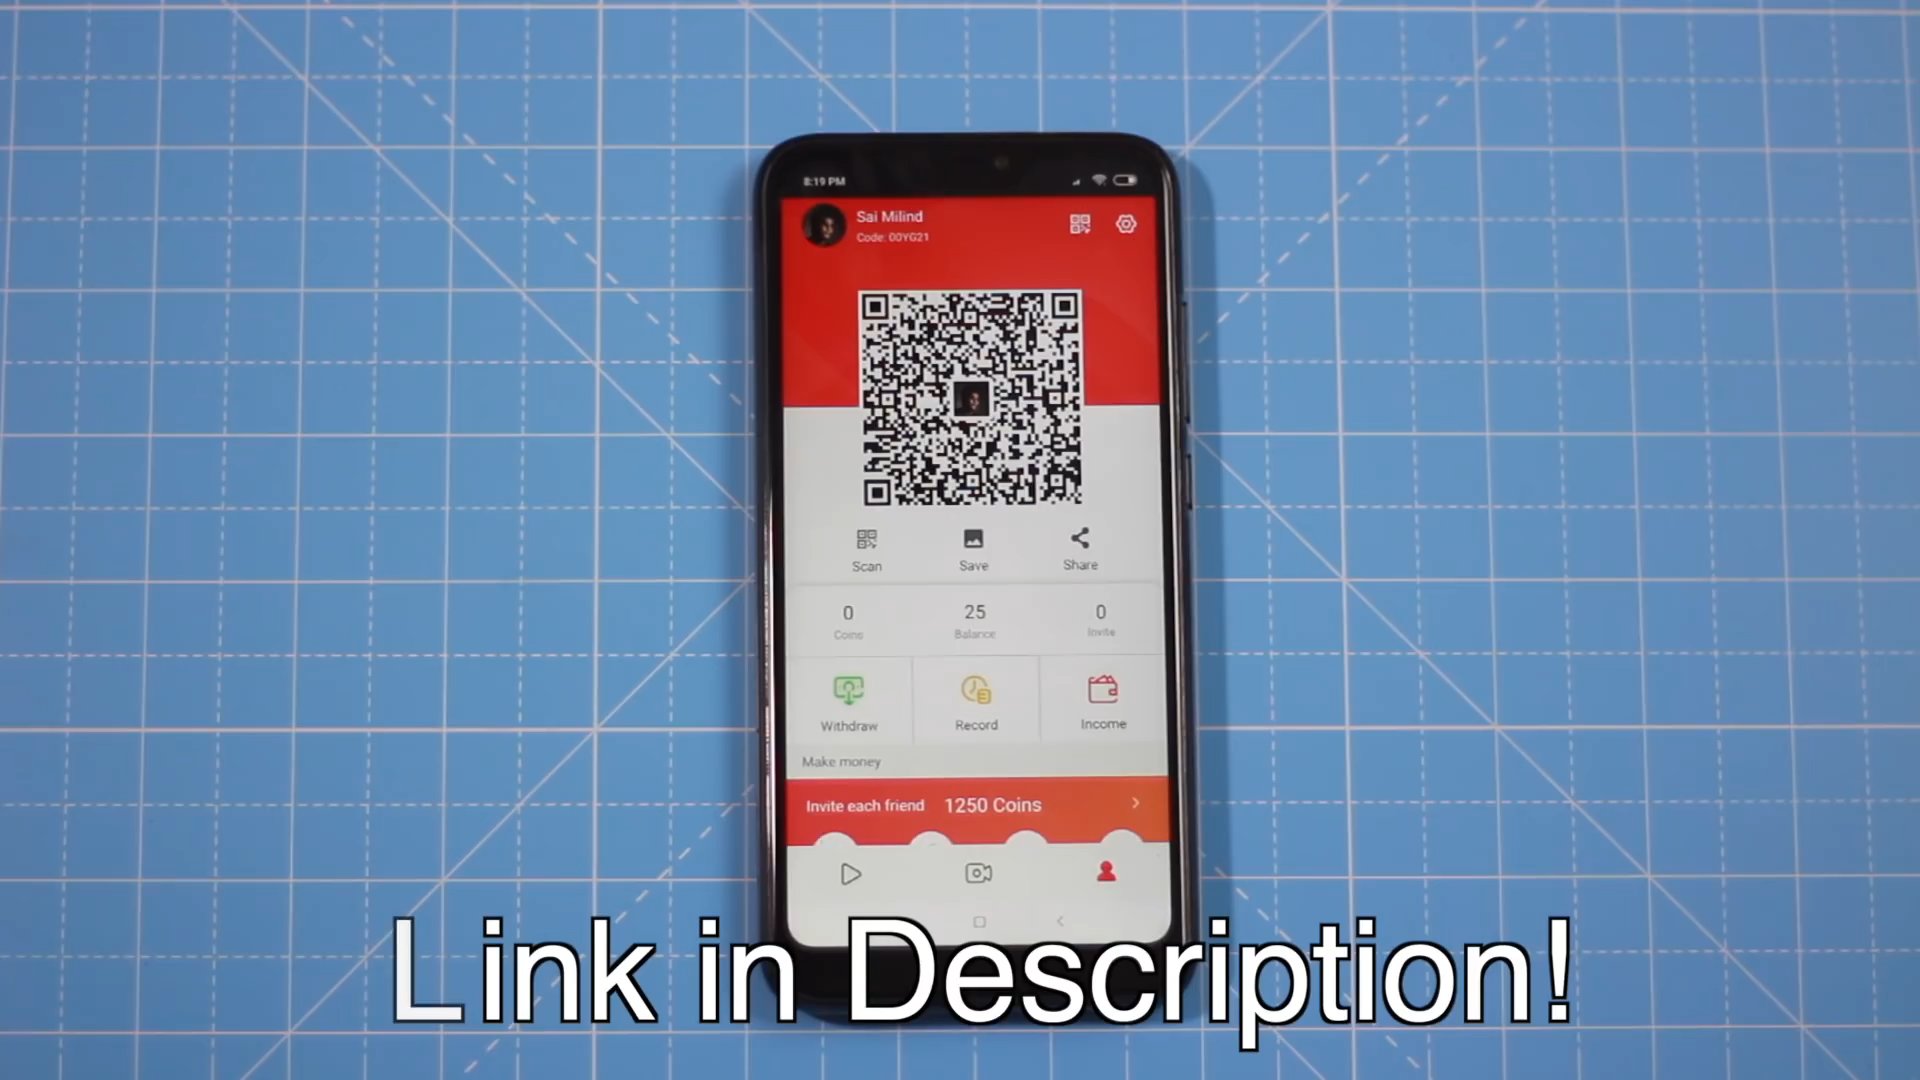 8:19 PM
Sai Milind
Code: 00YG21
Scan Save Share
0 25 0
Coins Balance Invite
Withdraw Record Income
Make money
Invite each friend 1250 Coins
Link in Description!